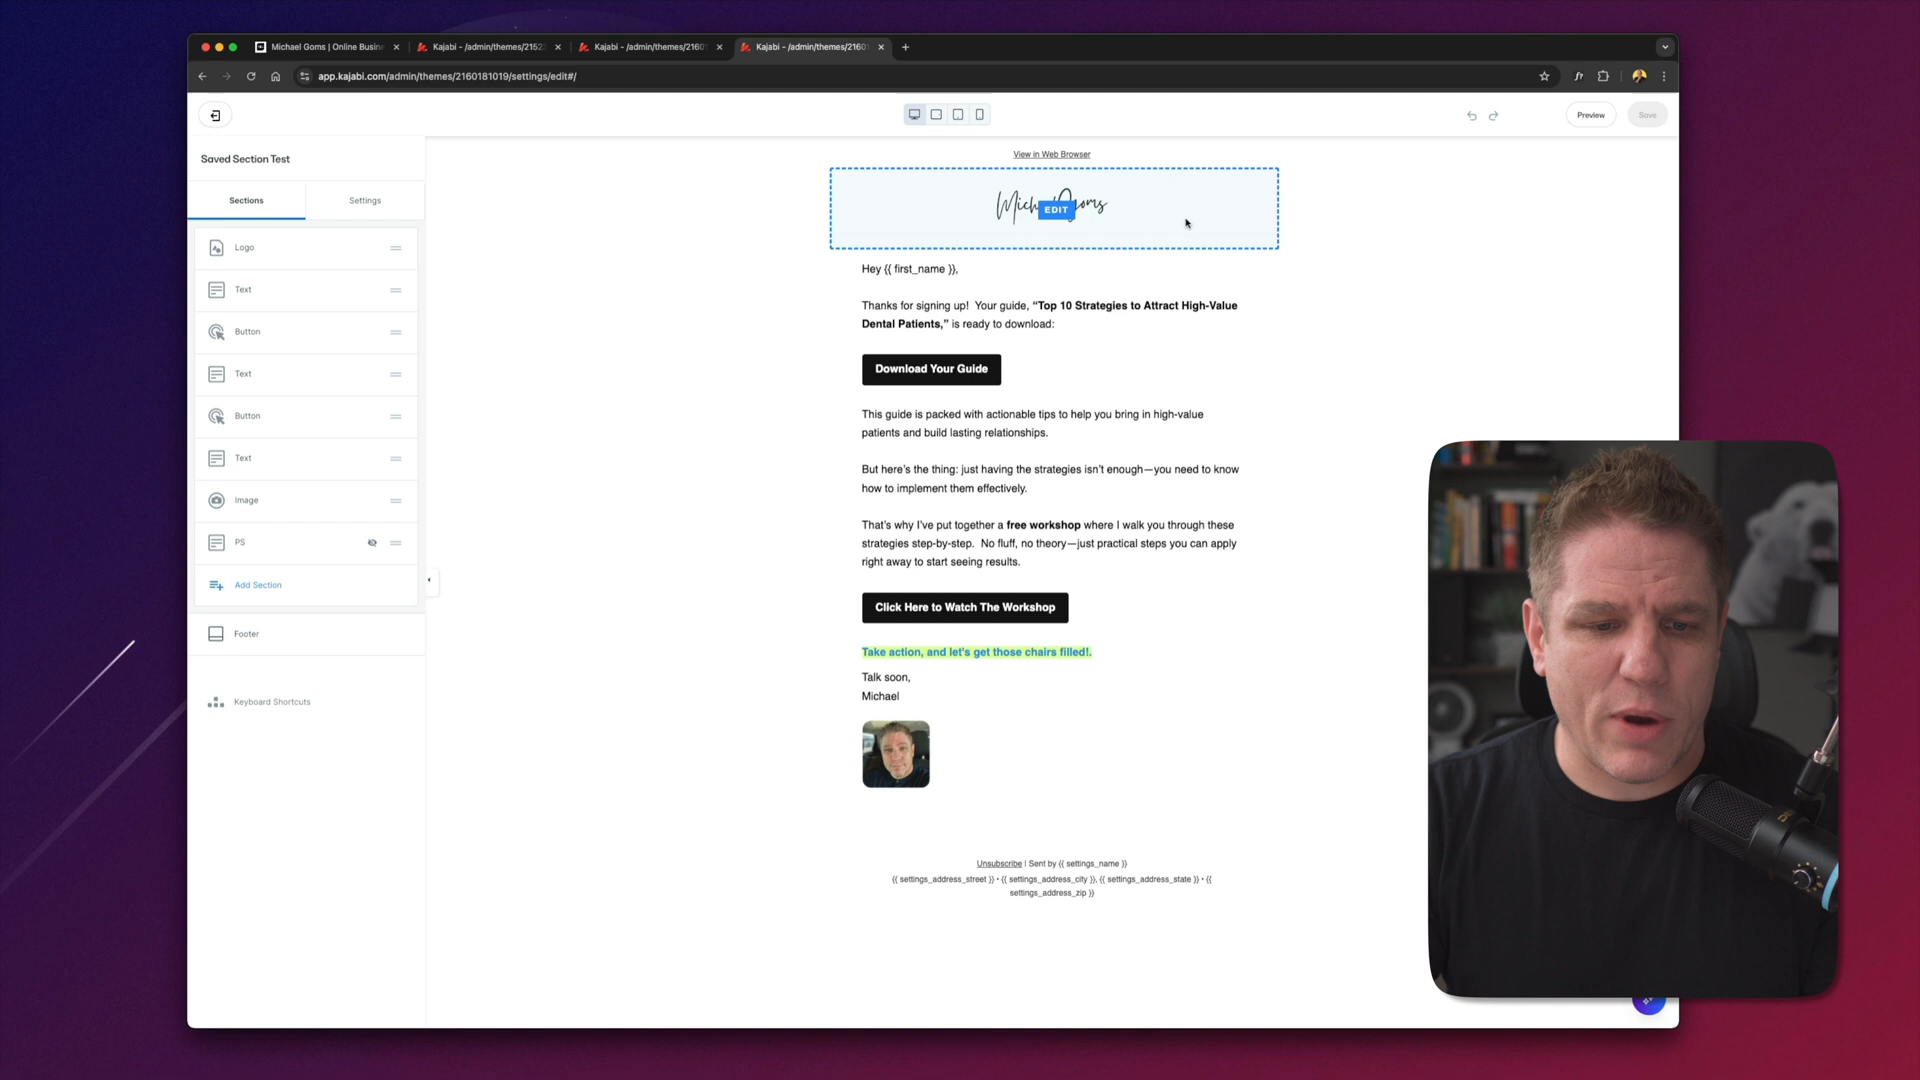 Michael Goms | Online Busin
Kajabi - /admin/themes/2152
Kajabi - /admin/themes/2160
Kajabi - /admin/themes/2160
app.kajabi.com/admin/themes/2160181019/settings/edit#/
f?
Preview
Save
Saved Section Test
Sections
Settings
Logo
Text
Button
Text
Button
Text
Image
PS
Add Section
Footer
Keyboard Shortcuts
View in Web Browser
EDIT
Hey {{ first_name }},
Thanks for signing up! Your guide, “Top 10 Strategies to Attract High-Value
Dental Patients,” is ready to download:
Download Your Guide
This guide is packed with actionable tips to help you bring in high-value
patients and build lasting relationships.
But here’s the thing: just having the strategies isn’t enough—you need to know
how to implement them effectively.
That’s why I’ve put together a free workshop where I walk you through these
strategies step-by-step. No fluff, no theory—just practical steps you can apply
right away to start seeing results.
Click Here to Watch The Workshop
Take action, and let’s get those chairs filled!.
Talk soon,
Michael
Unsubscribe | Sent by {{ settings_name }}
{{ settings_address_street }} • {{ settings_address_city }}, {{ settings_address_state }} • {{
settings_address_zip }}